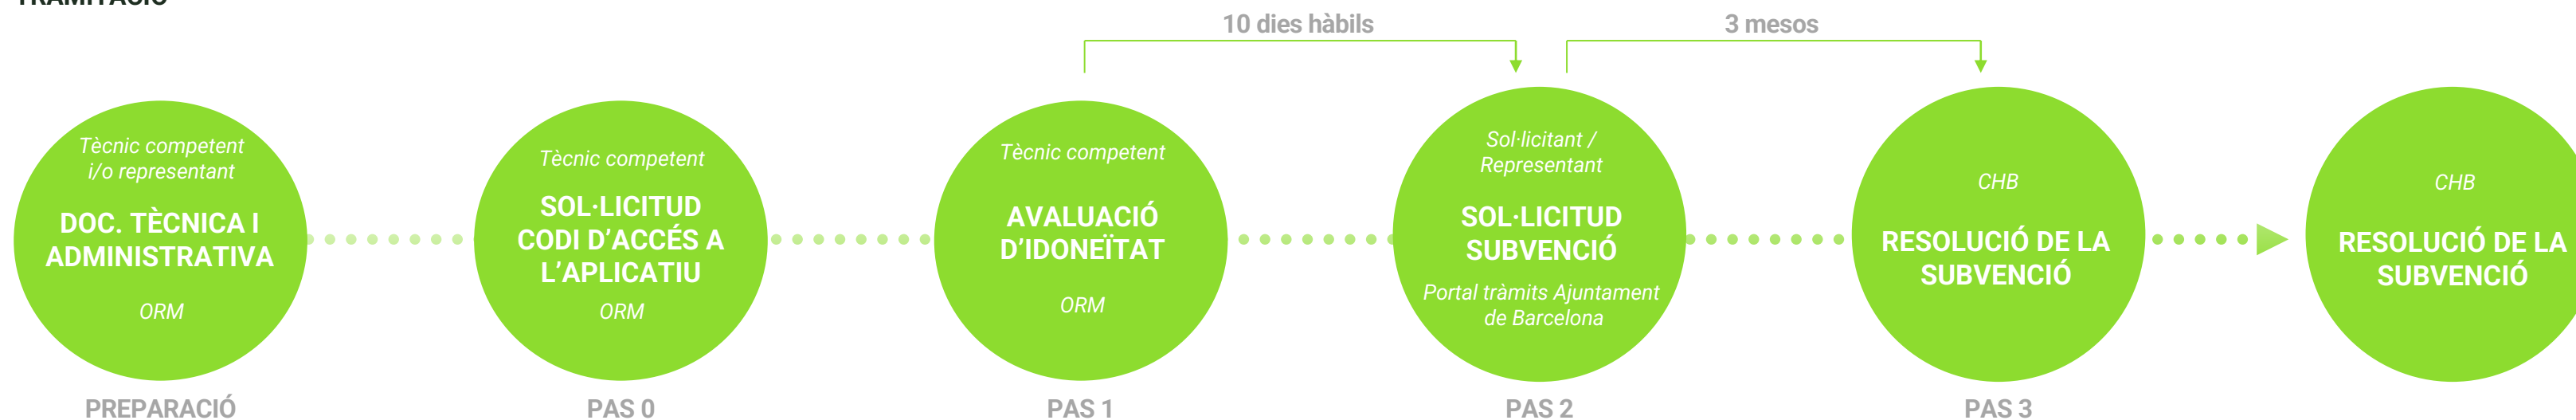 TRAMITACIÓ
10 dies hàbils
3 mesos
Tècnic competent
i/o representant
DOC. TÈCNICA I
ADMINISTRATIVA
ORM
PREPARACIÓ
Tècnic competent
SOL·LICITUD
CODI D’ACCÉS A
L’APLICATIU
ORM
PAS 0
Tècnic competent
AVALUACIÓ
D’IDONEÏTAT
ORM
PAS 1
Sol·licitant /
Representant
SOL·LICITUD
SUBVENCIÓ
Portal tràmits Ajuntament
de Barcelona
PAS 2
CHB
RESOLUCIÓ DE LA
SUBVENCIÓ
PAS 3
CHB
RESOLUCIÓ DE LA
SUBVENCIÓ